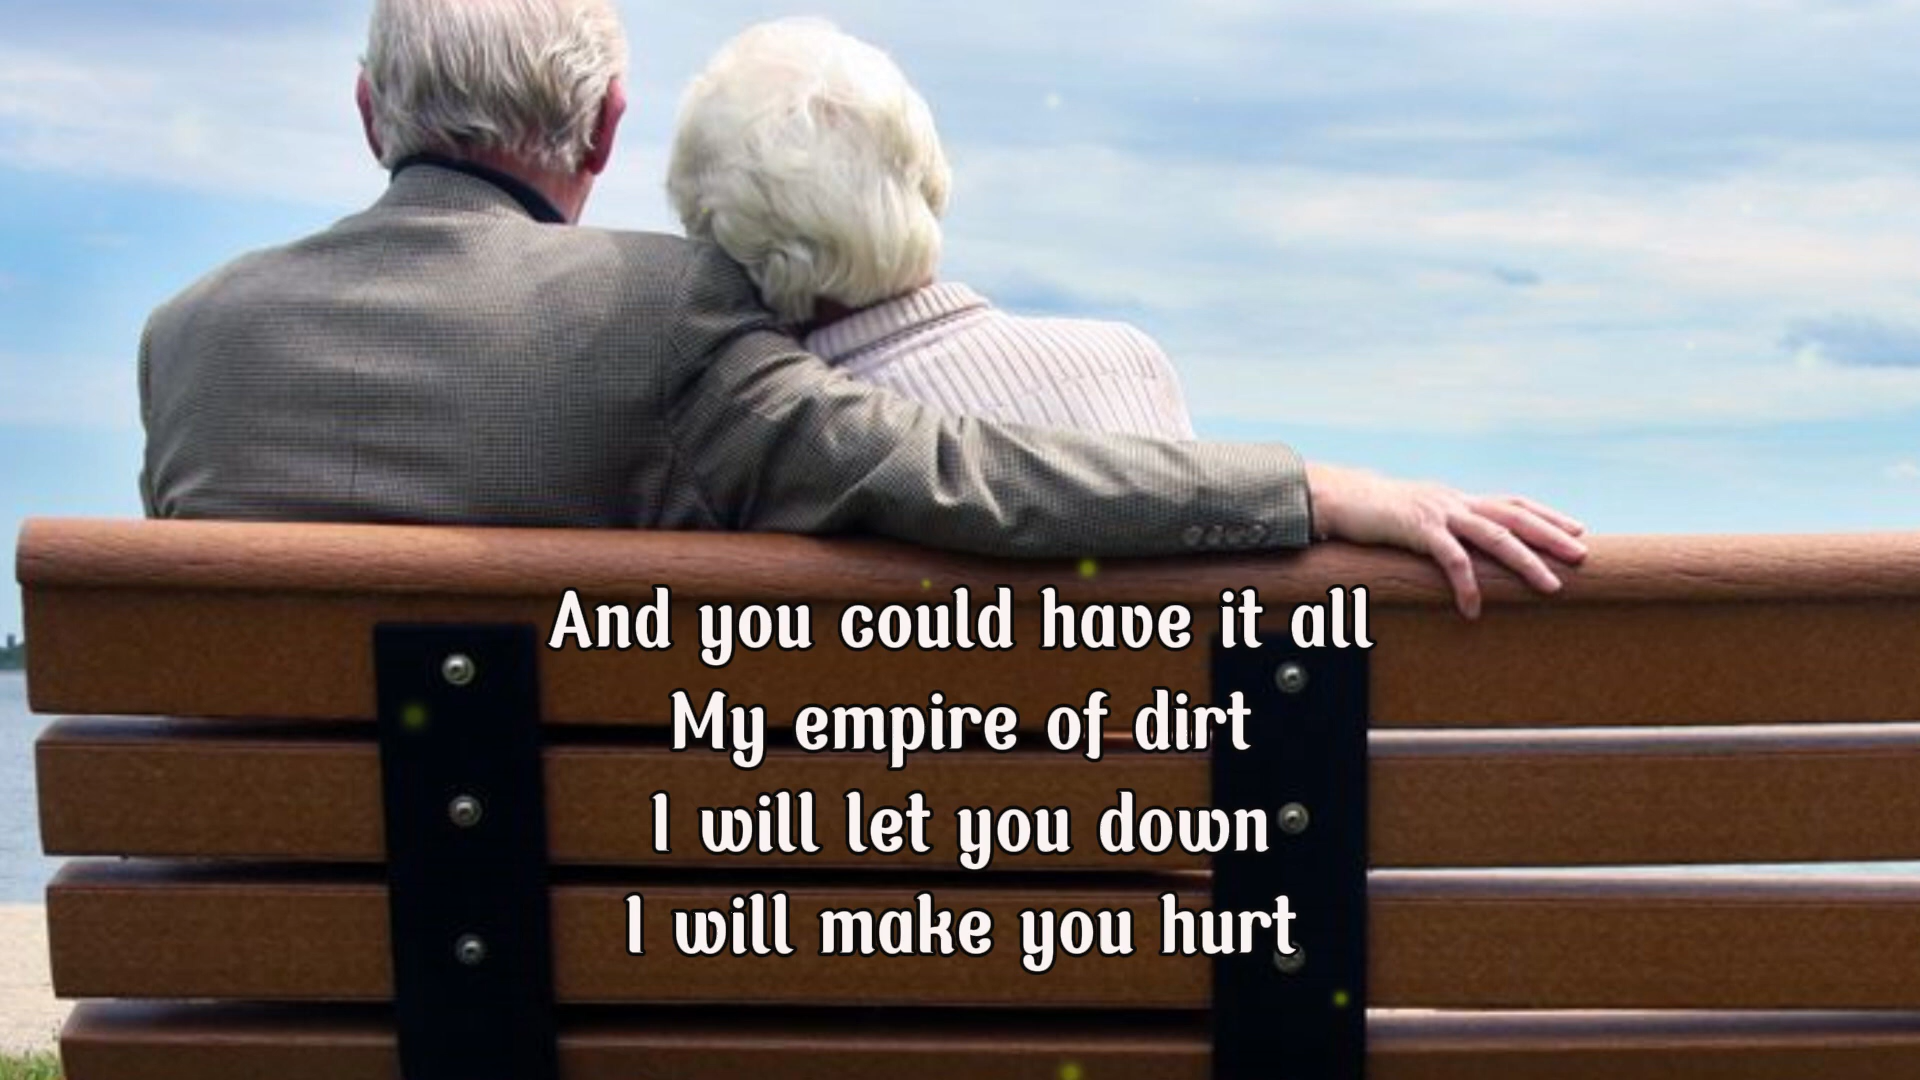 And you could have it all
My empire of dirt
I will let you down
I will make you hurt